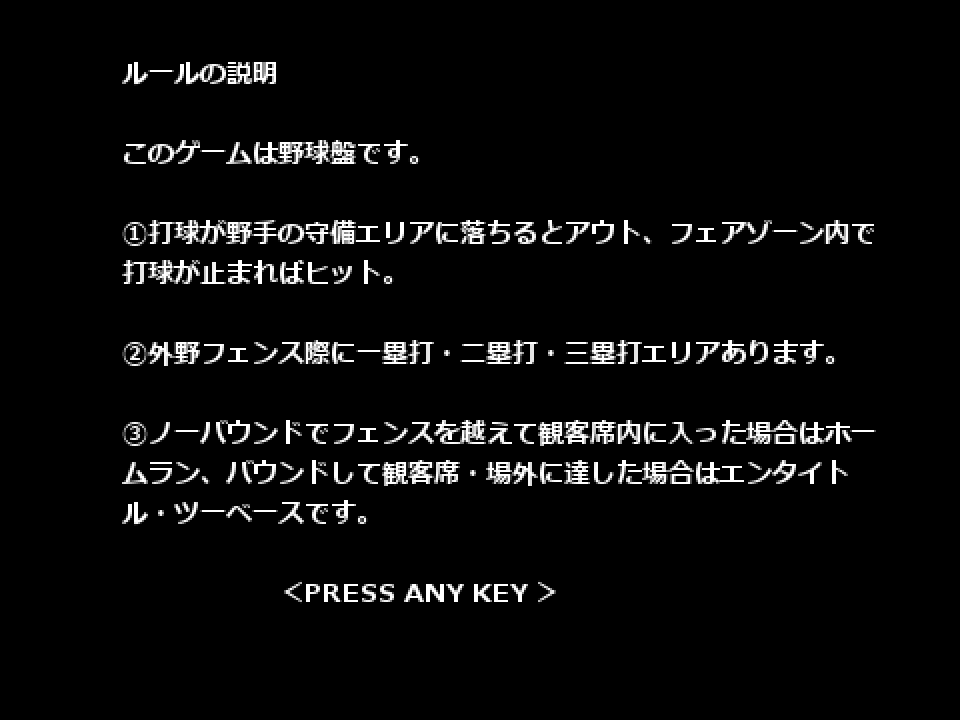 ルールの説明
このゲームは野球盤です。
①打球が野手の守備エリアに落ちるとアウト、フェアゾーン内で
打球が止まればヒット。
②外野フェンス際に一塁打・二塁打・三塁打エリアあります。
③ノーバウンドでフェンスを越えて観客席内に入った場合はホー
ムラン、バウンドして観客席・場外に達した場合はエンタイト
ル・ツーベースです。
＜PRESS ANY KEY ＞